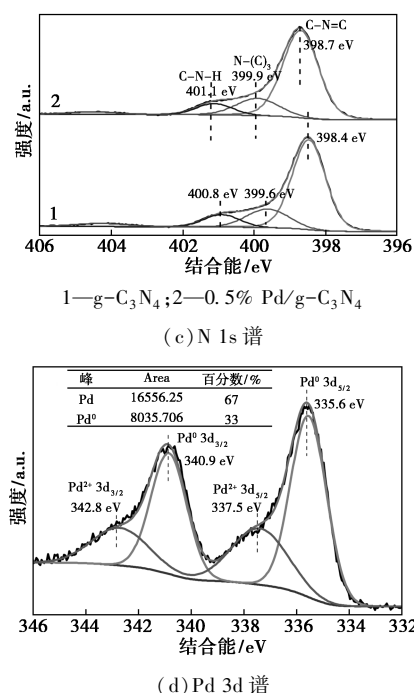 C-N=C
398.7 eV
N-(C)3
399.9 eV
C-N-H
401.1 eV
2
398.4 eV
400.8 eV
399.6 eV
1
强度/a.u.
406 404 402 400 398 396
结合能/eV
1—g-C3N4;2—0.5% Pd/g-C3N4
(c)N 1s 谱
峰 Area 百分数/%
Pd 16556.25 67
Pd0 8035.706 33
Pd0 3d5/2
335.6 eV
Pd0 3d3/2
340.9 eV
Pd2+ 3d3/2
342.8 eV
Pd2+ 3d5/2
337.5 eV
强度/a.u.
346 344 342 340 338 336 334 332
结合能/eV
(d)Pd 3d 谱